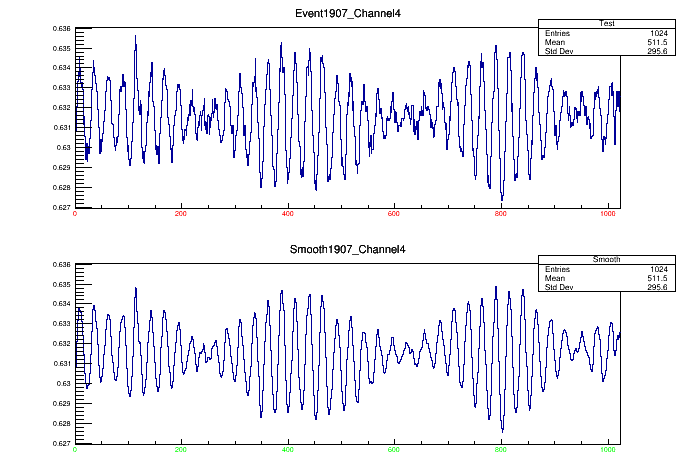 Event1907_Channel4
Test
Entries 1024
Mean 511.5
Std Dev 295.6
0.636
0.635
0.634
0.633
0.632
0.631
0.63
0.629
0.628
0.627
0 200 400 600 800 1000
Smooth1907_Channel4
Smooth
Entries 1024
Mean 511.5
Std Dev 295.6
0.636
0.635
0.634
0.633
0.632
0.631
0.63
0.629
0.628
0.627
0 200 400 600 800 1000